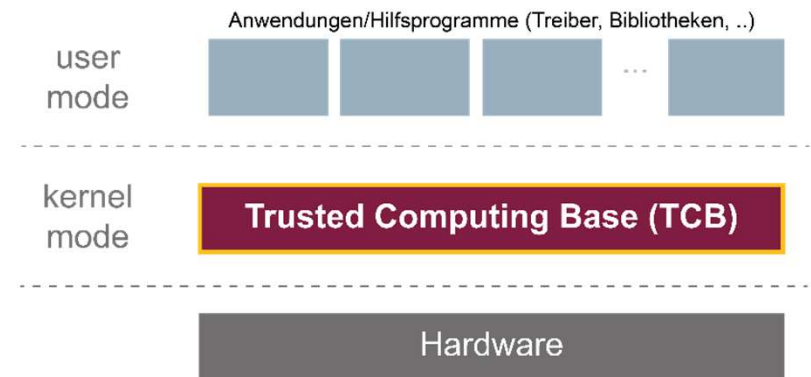 Anwendungen/Hilfsprogramme (Treiber, Bibliotheken, ..)
user
mode
...
kernel
mode
Trusted Computing Base (TCB)
Hardware